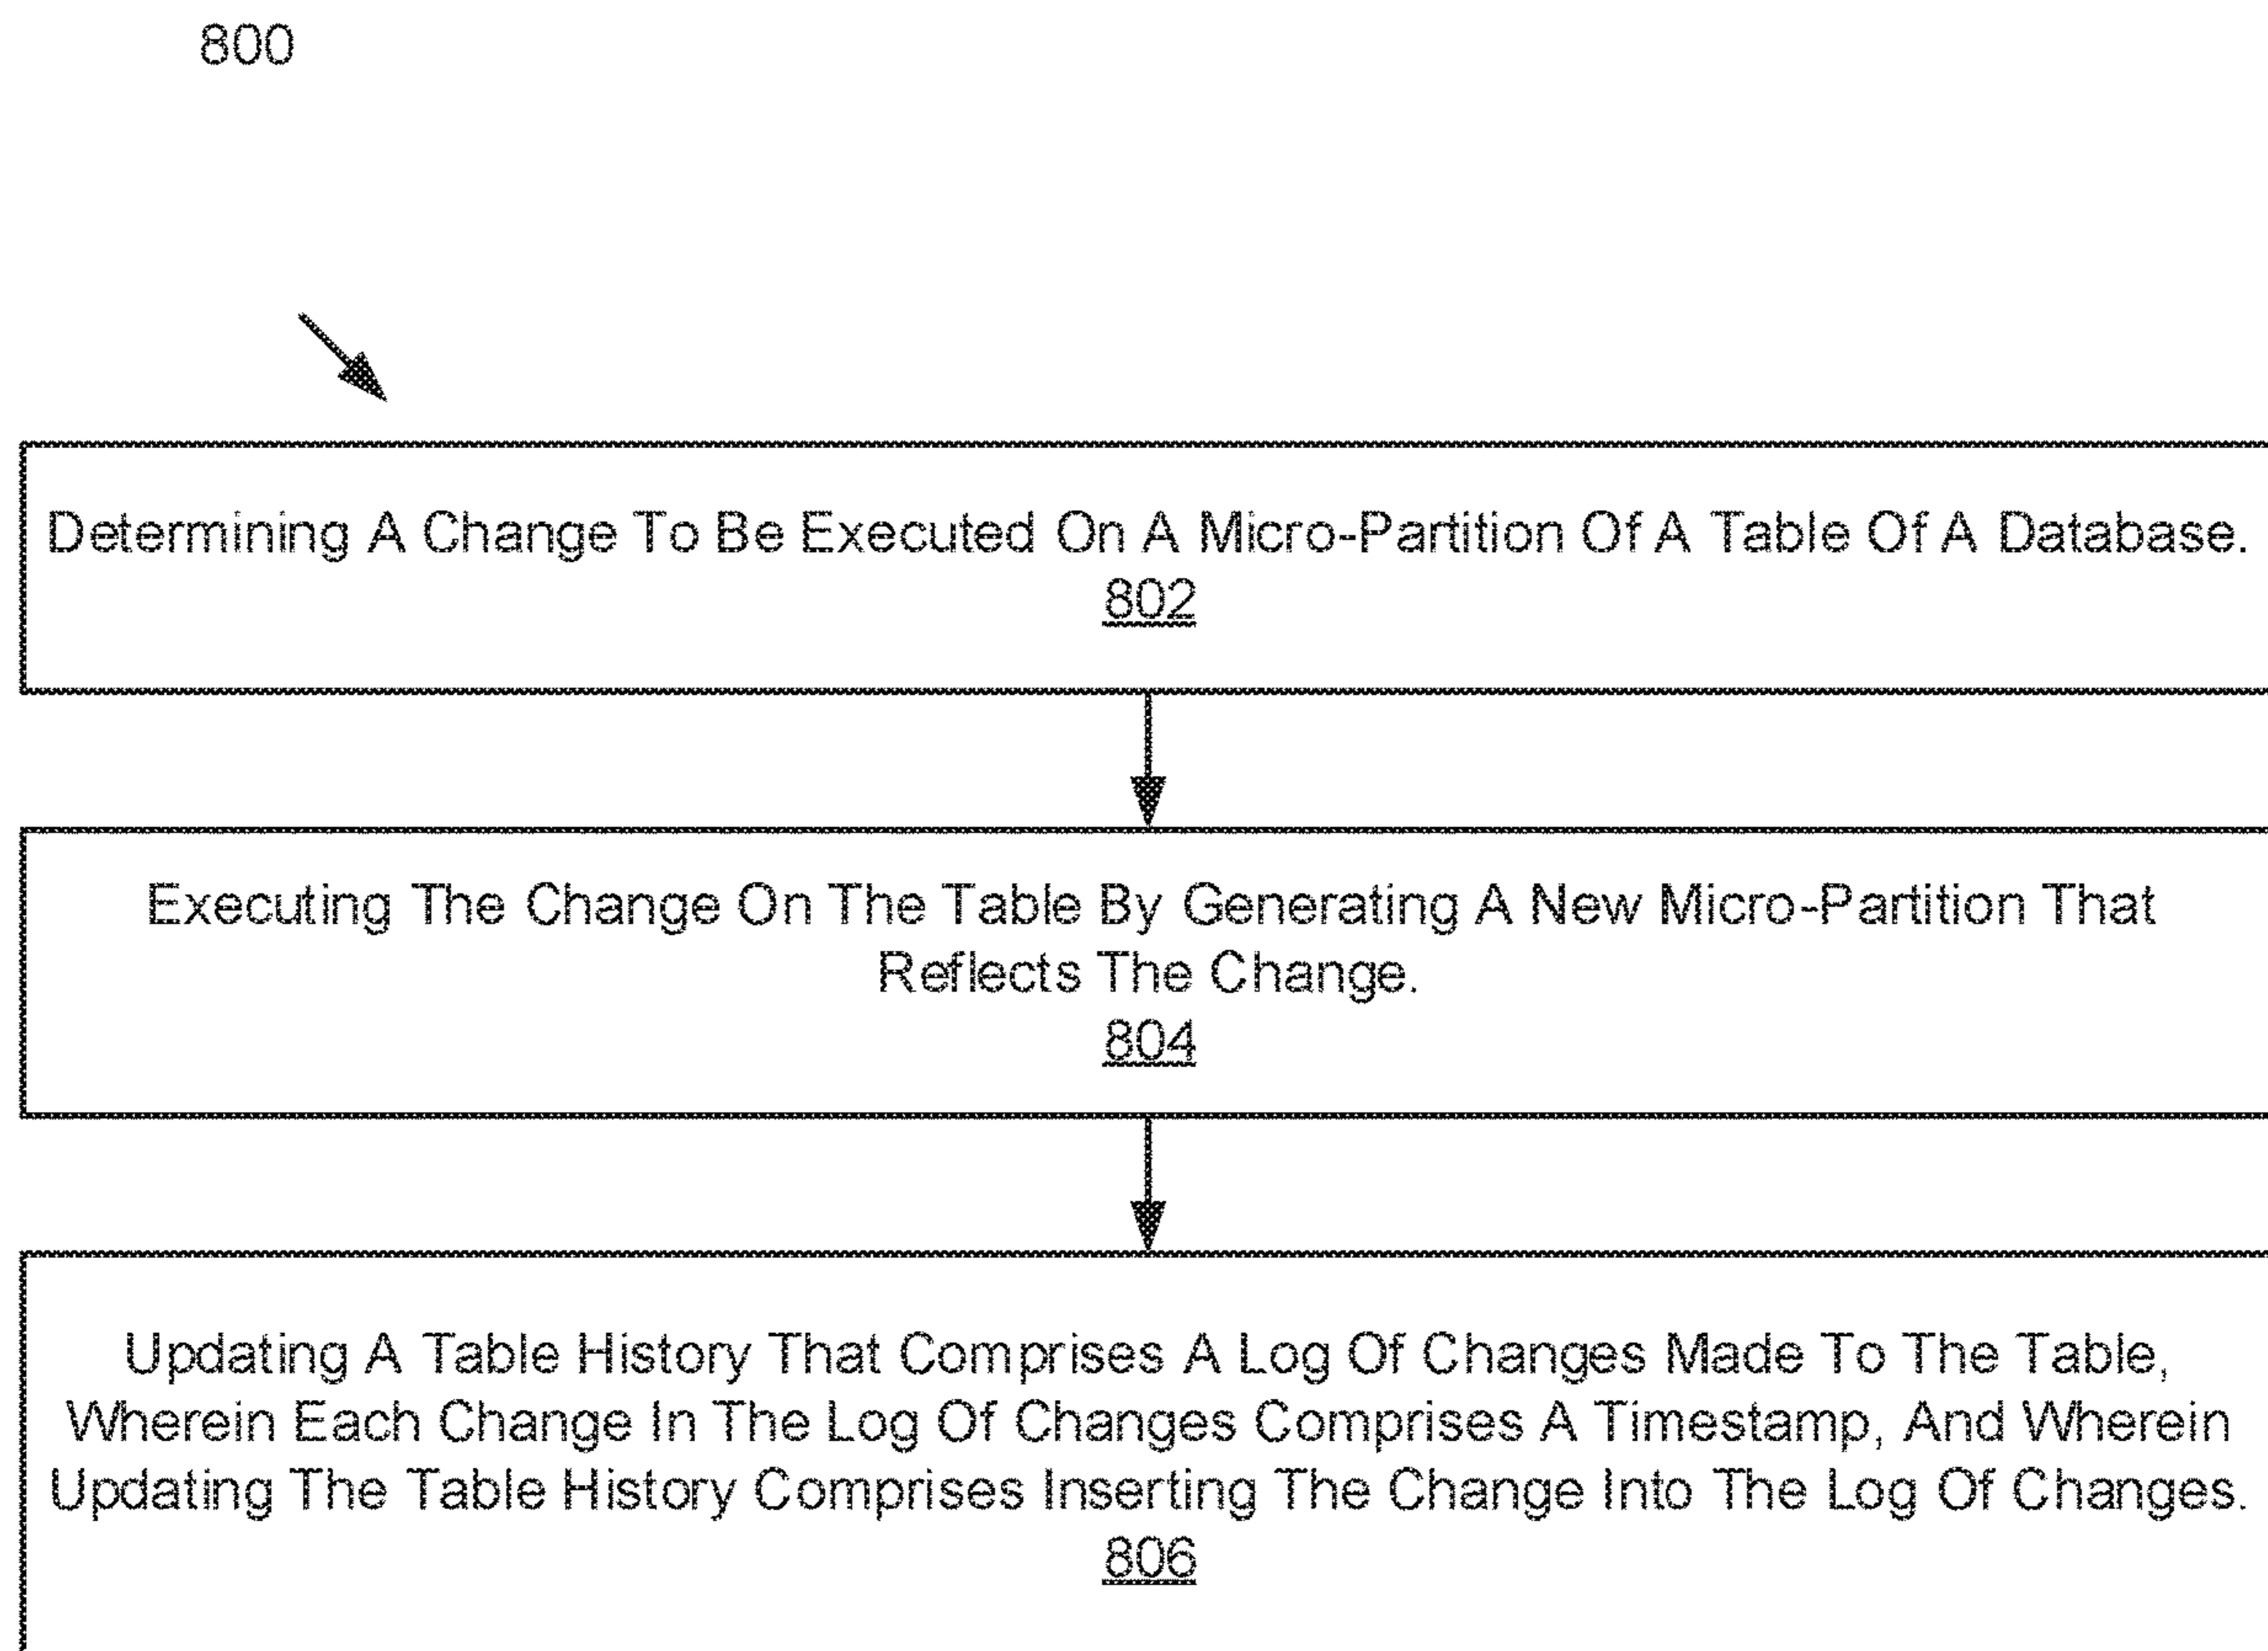 800
Determining A Change To Be Executed On A Micro-Partition Of A Table Of A Database.
802
Executing The Change On The Table By Generating A New Micro-Partition That
Reflects The Change.
804
Updating A Table History That Comprises A Log Of Changes Made To The Table,
Wherein Each Change In The Log Of Changes Comprises A Timestamp, And Wherein
Updating The Table History Comprises Inserting The Change Into The Log Of Changes.
806